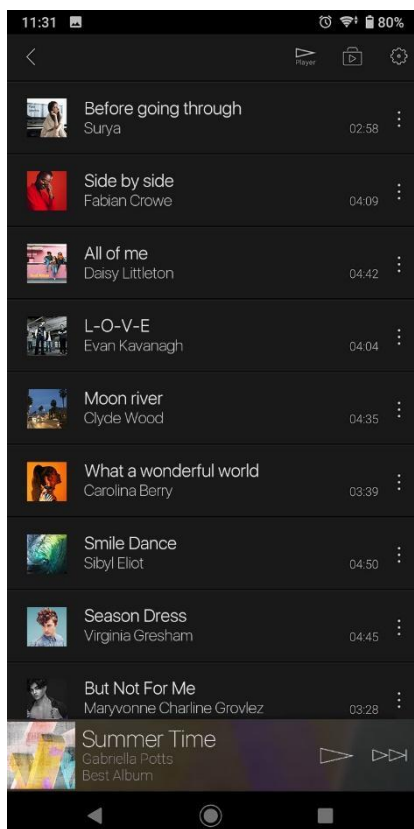 11:31 80%
Player
Before going through
Surya
02:58
Side by side
Fabian Crowe
04:09
All of me
Daisy Littleton
04:42
L-O-V-E
Evan Kavanagh
04:04
Moon river
Clyde Wood
04:35
What a wonderful world
Carolina Berry
03:39
Smile Dance
Sibyl Eliot
04:50
Season Dress
Virginia Gresham
04:45
But Not For Me
Maryvonne Charline Grovlez
03:28
Summer Time
Gabriella Potts
Best Album